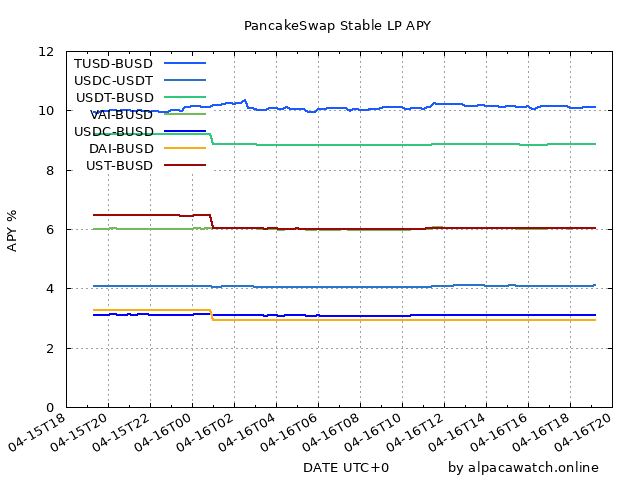 PancakeSwap Stable LP APY
12
10
8
6
4
2
0
APY %
TUSD-BUSD
USDC-USDT
USDT-BUSD
VAI-BUSD
USDC-BUSD
DAI-BUSD
UST-BUSD
04-15T18
04-15T20
04-15T22
04-16T00
04-16T02
04-16T04
04-16T06
04-16T08
04-16T10
04-16T12
04-16T14
04-16T16
04-16T18
04-16T20
DATE UTC+0
by alpacawatch.online